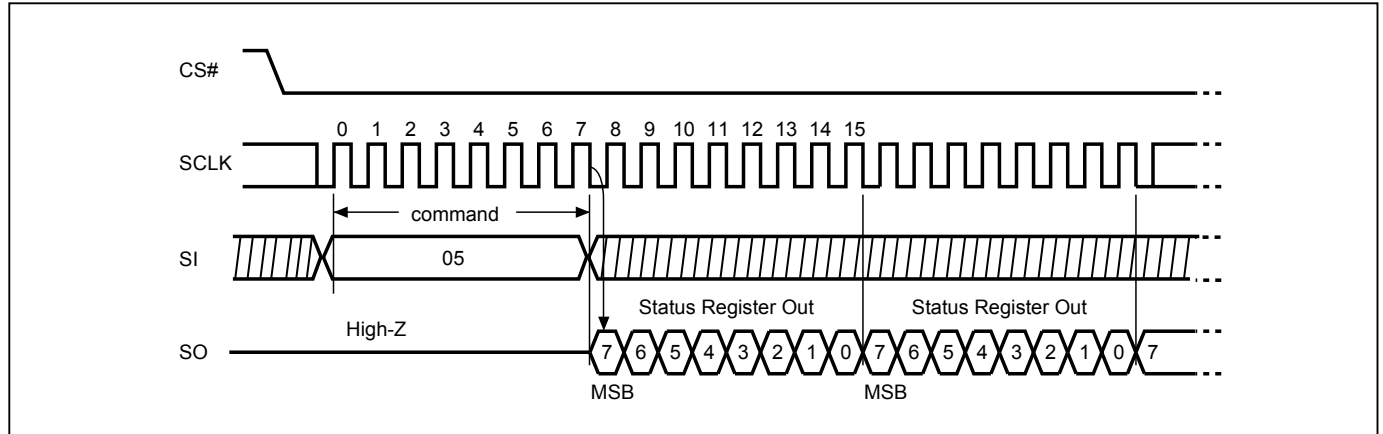 CS#
0 1 2 3 4 5 6 7 8 9 10 11 12 13 14 15
SCLK
command
SI 05
Status Register Out Status Register Out
High-Z
SO 7 6 5 4 3 2 1 0 7 6 5 4 3 2 1 0 7
MSB MSB